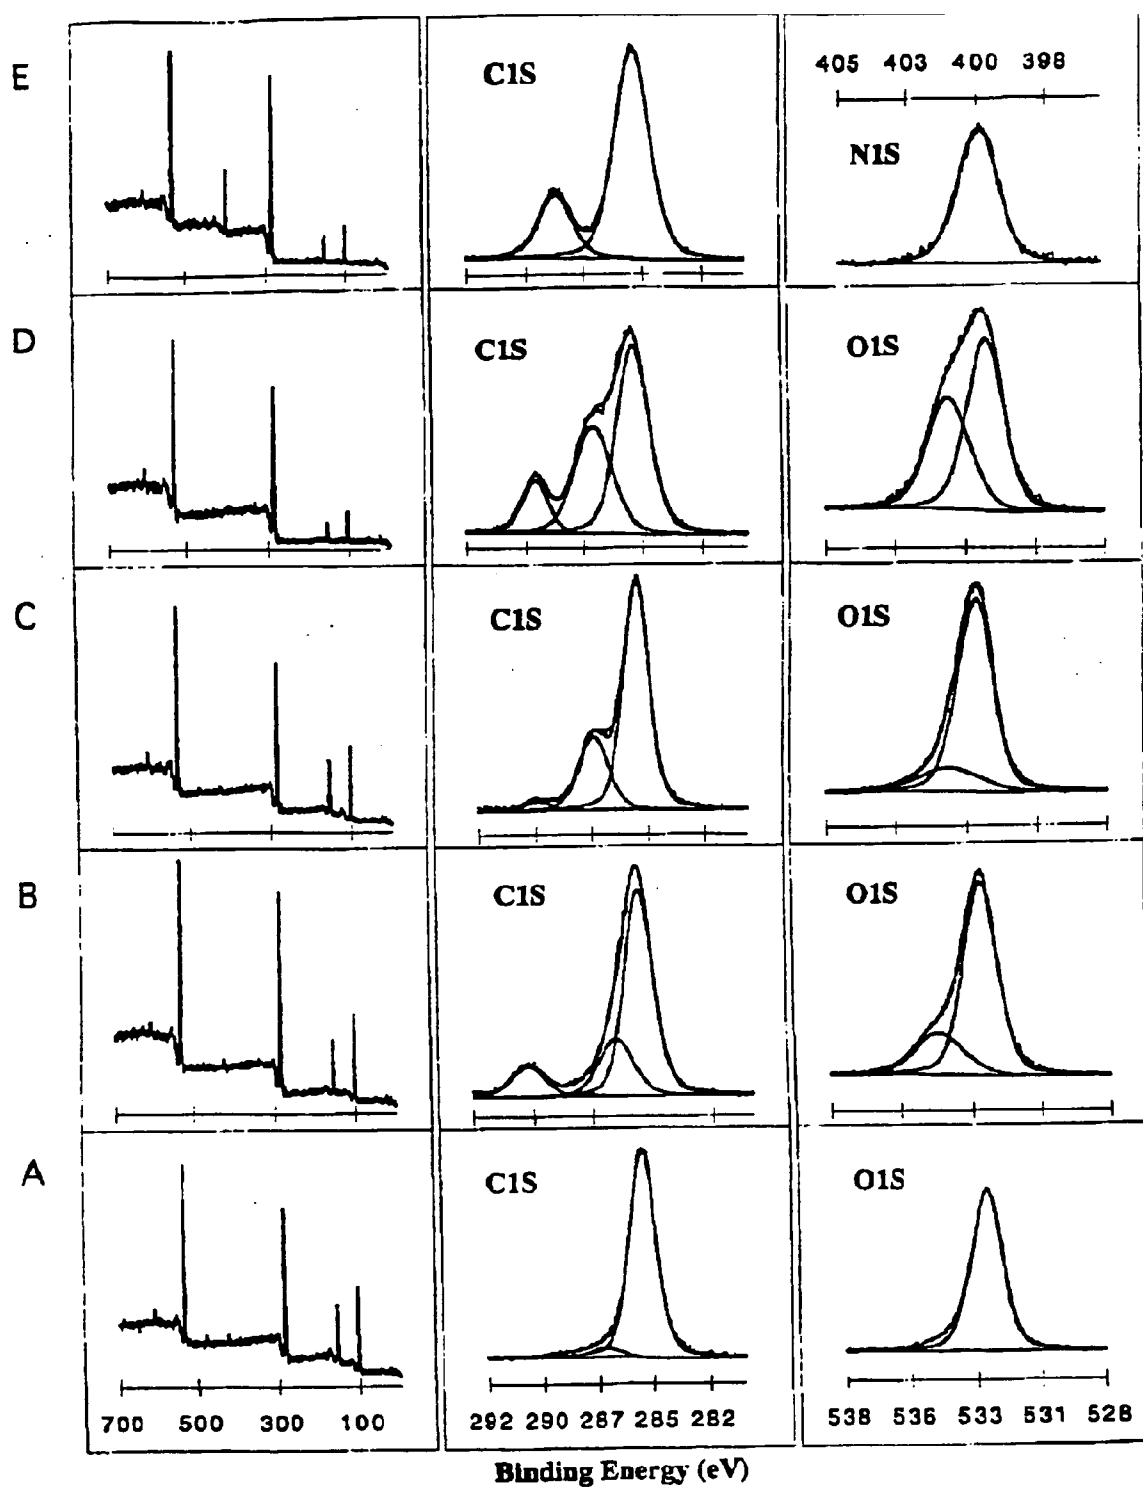 E
C1S
405 403 400 398
N1S
D
C1S
O1S
C
C1S
O1S
B
C1S
O1S
A
C1S
O1S
700 500 300 100
292 290 287 285 282
538 536 533 531 528
Binding Energy (eV)